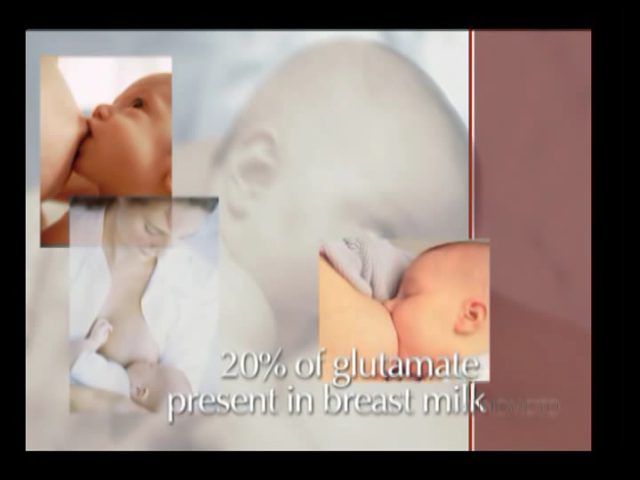 20% of glutamate
present in breast milk